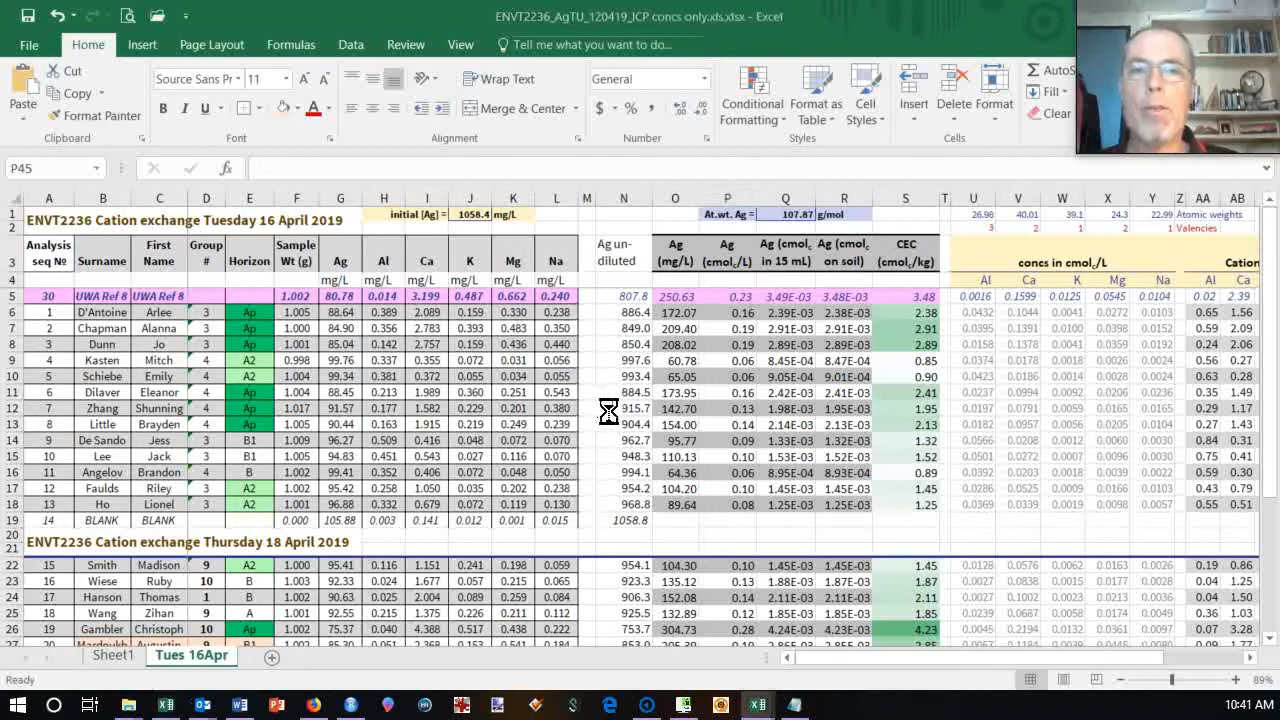 ENVT2236_AgTU_120419_ICP concs only.xls.xlsx - Excel
File Home Insert Page Layout Formulas Data Review View Tell me what you want to do...
Cut
Copy
Format Painter
Paste
Source Sans Pr 11
B I U
Wrap Text
Merge & Center
General
$ % ,
Conditional Formatting
Format as Table
Cell Styles
Insert Delete Format
AutoS
Fill
Clear
Clipboard Font Alignment Number Styles Cells
P45 fx
A B C D E F G H I J K L M N O P Q R S T U V W X Y Z AA AB
1 ENVT2236 Cation exchange Tuesday 16 April 2019 initial [Ag] = 1058.4 mg/L At.wt. Ag = 107.87 g/mol 26.98 40.01 39.1 24.3 22.99 Atomic weights
2 3 2 1 2 1 Valencies
3 Analysis seq № Surname First Name Group # Horizon Sample Wt (g) Ag Al Ca K Mg Na Ag un-diluted Ag (mg/L) Ag (cmolc/L) Ag (cmolc in 15 mL) Ag (cmolc on soil) CEC (cmolc/kg) concs in cmolc/L Cation
4 mg/L mg/L mg/L mg/L mg/L mg/L Al Ca K Mg Na Al Ca
5 30 UWA Ref 8 UWA Ref 8 1.002 80.78 0.014 3.199 0.487 0.662 0.240 807.8 250.63 0.23 3.49E-03 3.48E-03 3.48 0.0016 0.1599 0.0125 0.0545 0.0104 0.02 2.39
6 1 D'Antoine Arlee 3 Ap 1.005 88.64 0.389 2.089 0.159 0.330 0.238 886.4 172.07 0.16 2.39E-03 2.38E-03 2.38 0.0432 0.1044 0.0041 0.0272 0.0103 0.65 1.56
7 2 Chapman Alanna 3 Ap 1.000 84.90 0.356 2.783 0.393 0.483 0.350 849.0 209.40 0.19 2.91E-03 2.91E-03 2.91 0.0395 0.1391 0.0101 0.0397 0.0152 0.59 2.09
8 3 Dunn Jo 3 Ap 1.001 85.04 0.142 2.757 0.159 0.436 0.440 850.4 208.02 0.19 2.89E-03 2.89E-03 2.89 0.0158 0.1378 0.0041 0.0359 0.0192 0.24 2.06
9 4 Kasten Mitch 4 A2 0.998 99.76 0.337 0.355 0.072 0.031 0.056 997.6 60.78 0.06 8.45E-04 8.47E-04 0.85 0.0374 0.0178 0.0018 0.0026 0.0024 0.56 0.27
10 5 Schiebe Emily 4 A2 1.004 99.34 0.381 0.372 0.055 0.034 0.055 993.4 65.05 0.06 9.05E-04 9.01E-04 0.90 0.0423 0.0186 0.0014 0.0028 0.0024 0.63 0.28
11 6 Dilaver Eleanor 4 Ap 1.004 88.45 0.213 1.989 0.360 0.251 0.543 884.5 173.95 0.16 2.42E-03 2.41E-03 2.41 0.0237 0.0994 0.0092 0.0206 0.0236 0.35 1.49
12 7 Zhang Shunning 4 Ap 1.017 91.57 0.177 1.582 0.229 0.201 0.380 915.7 142.70 0.13 1.98E-03 1.95E-03 1.95 0.0197 0.0791 0.0059 0.0165 0.0165 0.29 1.17
13 8 Little Brayden 4 Ap 1.005 90.44 0.163 1.915 0.219 0.249 0.239 904.4 154.00 0.14 2.14E-03 2.13E-03 2.13 0.0182 0.0957 0.0056 0.0205 0.0104 0.27 1.43
14 9 De Sando Jess 3 B1 1.009 96.27 0.509 0.416 0.048 0.072 0.070 962.7 95.77 0.09 1.33E-03 1.32E-03 1.32 0.0566 0.0208 0.0012 0.0060 0.0030 0.84 0.31
15 10 Lee Jack 3 B1 1.005 94.83 0.451 0.543 0.027 0.116 0.070 948.3 110.13 0.10 1.53E-03 1.52E-03 1.52 0.0502 0.0271 0.0007 0.0095 0.0030 0.75 0.41
16 11 Angelov Brandon 4 B 1.002 99.41 0.352 0.406 0.073 0.048 0.050 994.1 64.36 0.06 8.95E-04 8.93E-04 0.89 0.0392 0.0203 0.0018 0.0039 0.0022 0.59 0.30
17 12 Faulds Riley 3 A2 1.002 95.42 0.258 1.050 0.035 0.202 0.238 954.2 104.20 0.10 1.45E-03 1.45E-03 1.45 0.0286 0.0525 0.0009 0.0166 0.0103 0.43 0.79
18 13 Ho Lionel 3 A2 1.001 96.88 0.332 0.679 0.072 0.119 0.130 968.8 89.64 0.08 1.25E-03 1.25E-03 1.25 0.0369 0.0339 0.0019 0.0098 0.0057 0.55 0.51
19 14 BLANK BLANK 0.000 105.88 0.003 0.141 0.012 0.001 0.015 1058.8
20
21 ENVT2236 Cation exchange Thursday 18 April 2019
22 15 Smith Madison 9 A2 1.000 95.41 0.116 1.151 0.241 0.198 0.059 954.1 104.30 0.10 1.45E-03 1.45E-03 1.45 0.0128 0.0576 0.0062 0.0163 0.0026 0.19 0.86
23 16 Wiese Ruby 10 B 1.003 92.33 0.024 1.677 0.057 0.215 0.065 923.3 135.12 0.13 1.88E-03 1.87E-03 1.87 0.0027 0.0838 0.0015 0.0177 0.0028 0.04 1.25
24 17 Hanson Thomas 1 B 1.000 90.63 0.025 2.004 0.089 0.259 0.084 906.3 152.08 0.14 2.11E-03 2.11E-03 2.11 0.0027 0.1002 0.0023 0.0213 0.0036 0.04 1.50
25 18 Wang Zihan 9 A 1.001 92.55 0.215 1.375 0.226 0.211 0.112 925.5 132.89 0.12 1.85E-03 1.85E-03 1.85 0.0239 0.0687 0.0058 0.0174 0.0049 0.36 1.03
26 19 Gambler Christoph 10 Ap 1.002 75.37 0.040 4.388 0.517 0.438 0.222 753.7 304.73 0.28 4.24E-03 4.23E-03 4.23 0.0045 0.2194 0.0132 0.0361 0.0097 0.07 3.28
Sheet1 Tues 16Apr
Ready 89%
10:41 AM